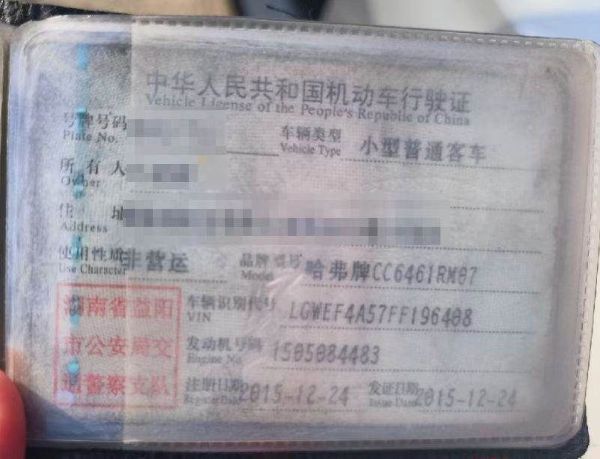 中华人民共和国机动车行驶证
Vehicle License of the People's Republic of China
号牌号码 Plate No. 车辆类型 Vehicle Type 小型普通客车
所有人 Owner
住址 Address
使用性质 Use Character 非营运 品牌型号 Model 哈弗牌CC6461RM07
湖南省益阳 车辆识别代号 VIN LGWEF4A57FF196408
市公安局交 发动机号码 Engine No. 1505084483
通警察支队 注册日期 Register Date 2015-12-24 发证日期 Issue Date 2015-12-24